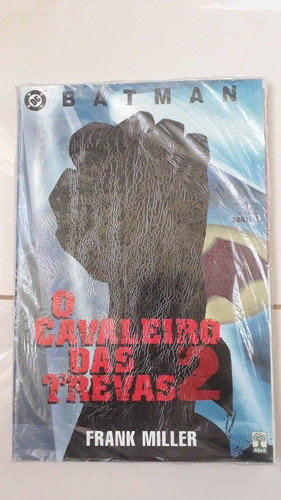 DC
BATMAN
PARTE 1
O
CAVALEIRO
DAS
TREVAS 2
FRANK MILLER
Abril